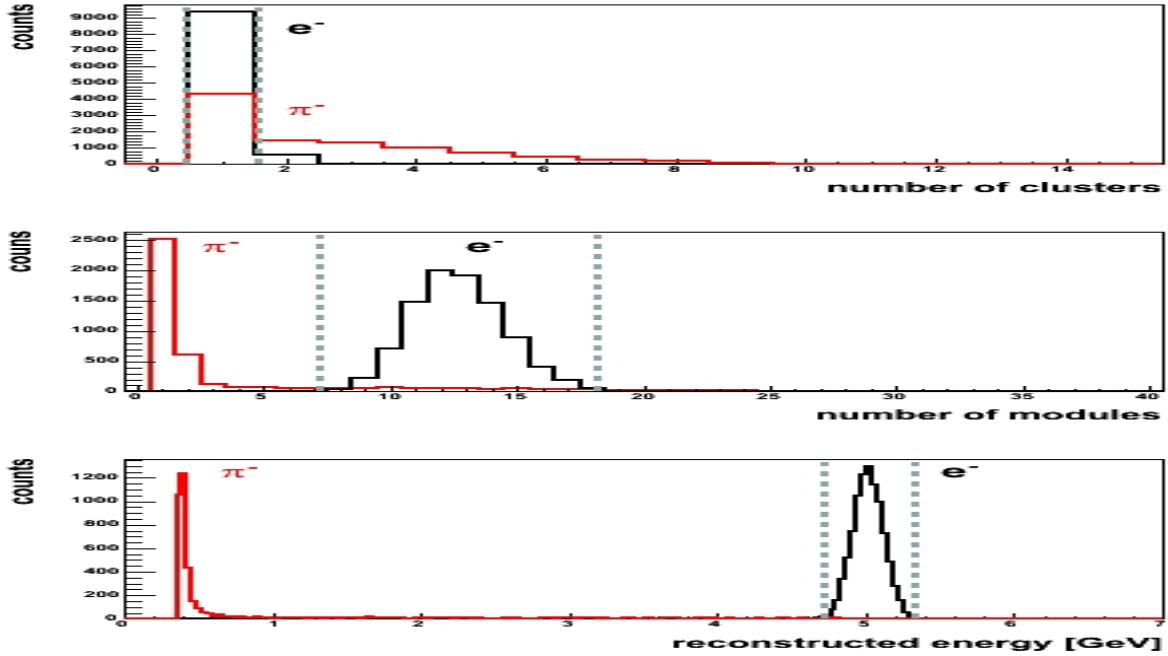 counts
9000
8000
7000
6000
5000
4000
3000
2000
1000
0
e⁻
π⁻
0 2 4 6 8 10 12 14
number of clusters
couns
2500
2000
1500
1000
500
0
π⁻ e⁻
0 5 10 15 20 25 30 35 40
number of modules
counts
1200
1000
800
600
400
200
0
π⁻ e⁻
0 1 2 3 4 5 6 7
reconstructed energy [GeV]